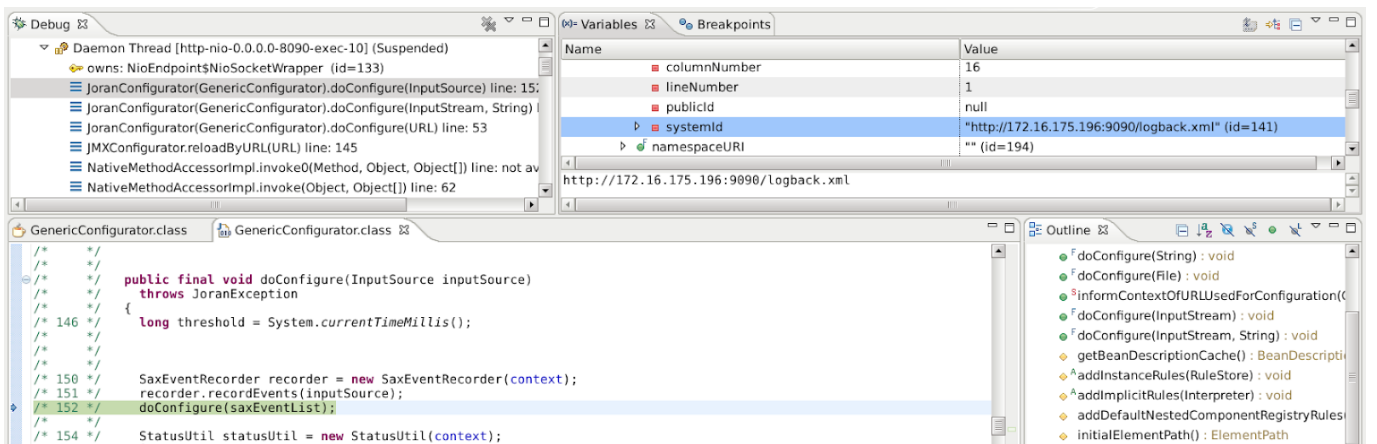 Debug
Daemon Thread [http-nio-0.0.0.0-8090-exec-10] (Suspended)
owns: NioEndpoint$NioSocketWrapper (id=133)
JoranConfigurator(GenericConfigurator).doConfigure(InputSource) line: 152
JoranConfigurator(GenericConfigurator).doConfigure(InputStream, String) l
JoranConfigurator(GenericConfigurator).doConfigure(URL) line: 53
JMXConfigurator.reloadByURL(URL) line: 145
NativeMethodAccessorImpl.invoke0(Method, Object, Object[]) line: not av
NativeMethodAccessorImpl.invoke(Object, Object[]) line: 62
(x)= Variables Breakpoints
Name Value
columnNumber 16
lineNumber 1
publicId null
systemId "http://172.16.175.196:9090/logback.xml" (id=141)
namespaceURI "" (id=194)
http://172.16.175.196:9090/logback.xml
GenericConfigurator.class GenericConfigurator.class
/* */
/* */
/* */ public final void doConfigure(InputSource inputSource)
/* */ throws JoranException
/* */ {
/* 146 */ long threshold = System.currentTimeMillis();
/* */
/* */
/* */
/* 150 */ SaxEventRecorder recorder = new SaxEventRecorder(context);
/* 151 */ recorder.recordEvents(inputSource);
/* 152 */ doConfigure(saxEventList);
/* */
/* 154 */ StatusUtil statusUtil = new StatusUtil(context);
Outline
F doConfigure(String) : void
F doConfigure(File) : void
S informContextOfURLUsedForConfiguration(
F doConfigure(InputStream) : void
F doConfigure(InputStream, String) : void
getBeanDescriptionCache() : BeanDescripti
A addInstanceRules(RuleStore) : void
A addImplicitRules(Interpreter) : void
addDefaultNestedComponentRegistryRules
initialElementPath() : ElementPath